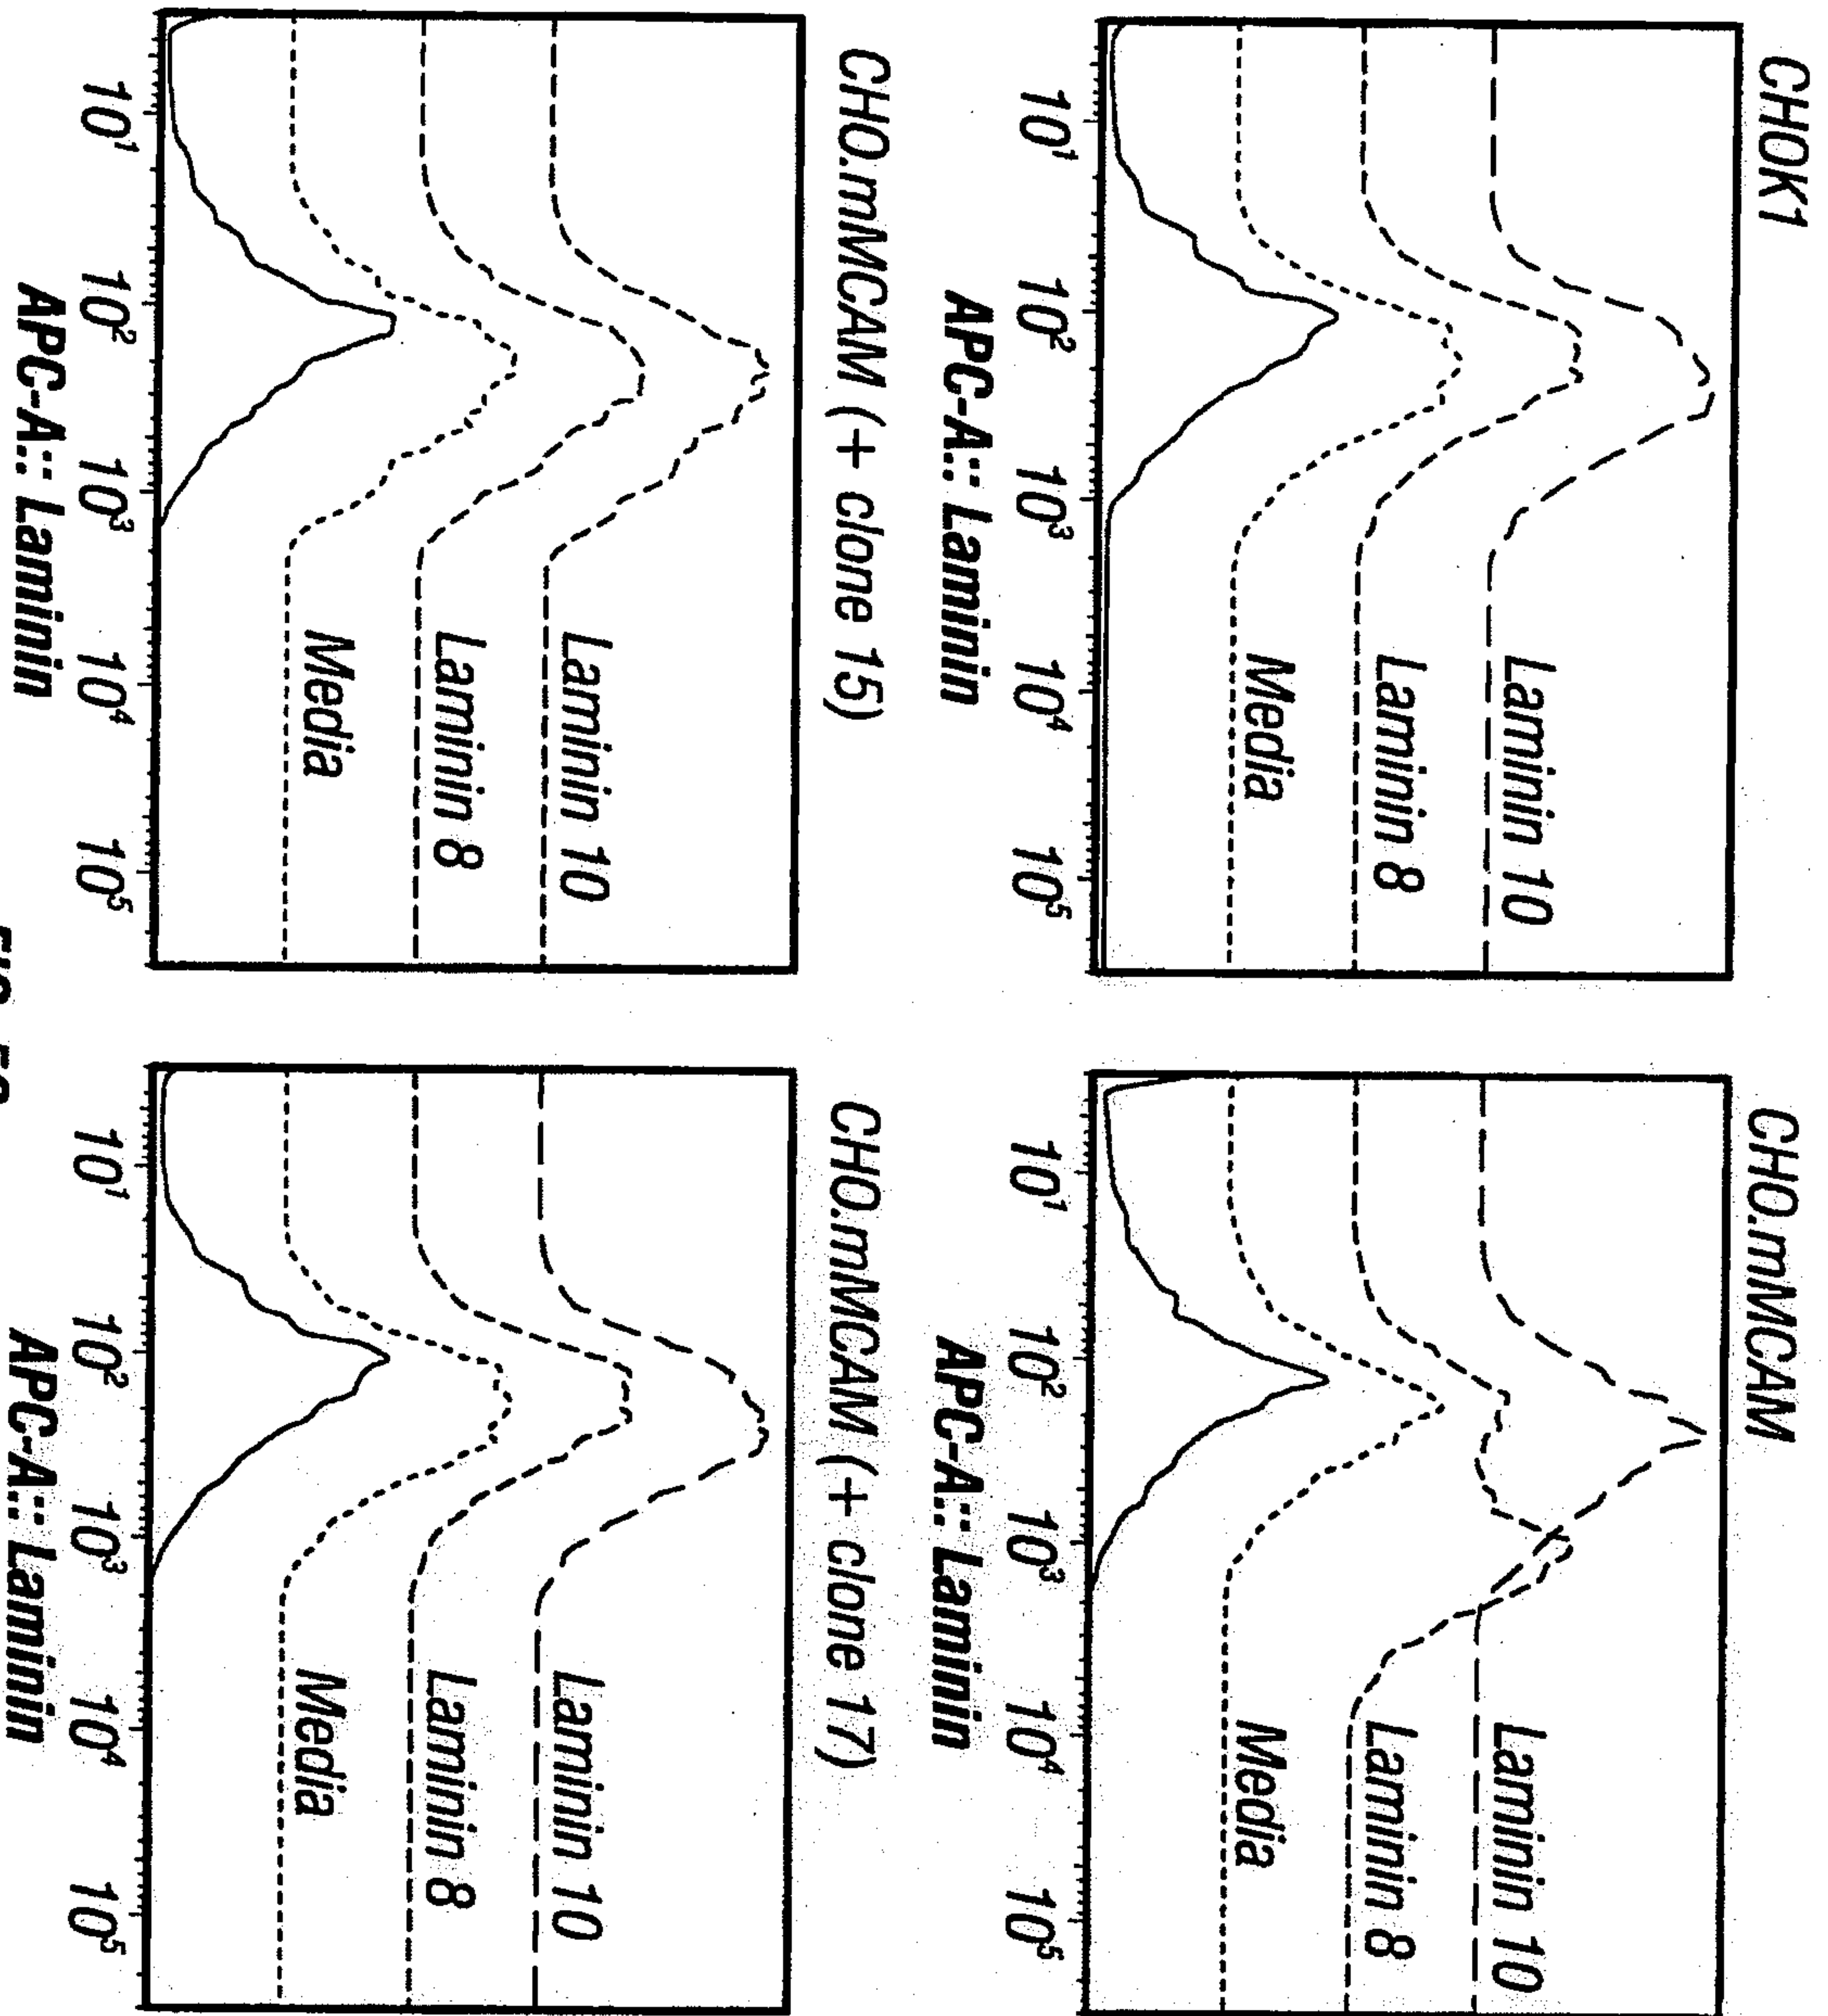 CHOK1
Laminin 10
Laminin 8
Media
10¹ 10² 10³ 10⁴ 10⁵
APC-A:: Laminin
CHO.mMCAM
Laminin 10
Laminin 8
Media
10¹ 10² 10³ 10⁴ 10⁵
APC-A:: Laminin
CHO.mMCAM (+ clone 15)
Laminin 10
Laminin 8
Media
10¹ 10² 10³ 10⁴ 10⁵
APC-A:: Laminin
CHO.mMCAM (+ clone 17)
Laminin 10
Laminin 8
Media
10¹ 10² 10³ 10⁴ 10⁵
APC-A:: Laminin